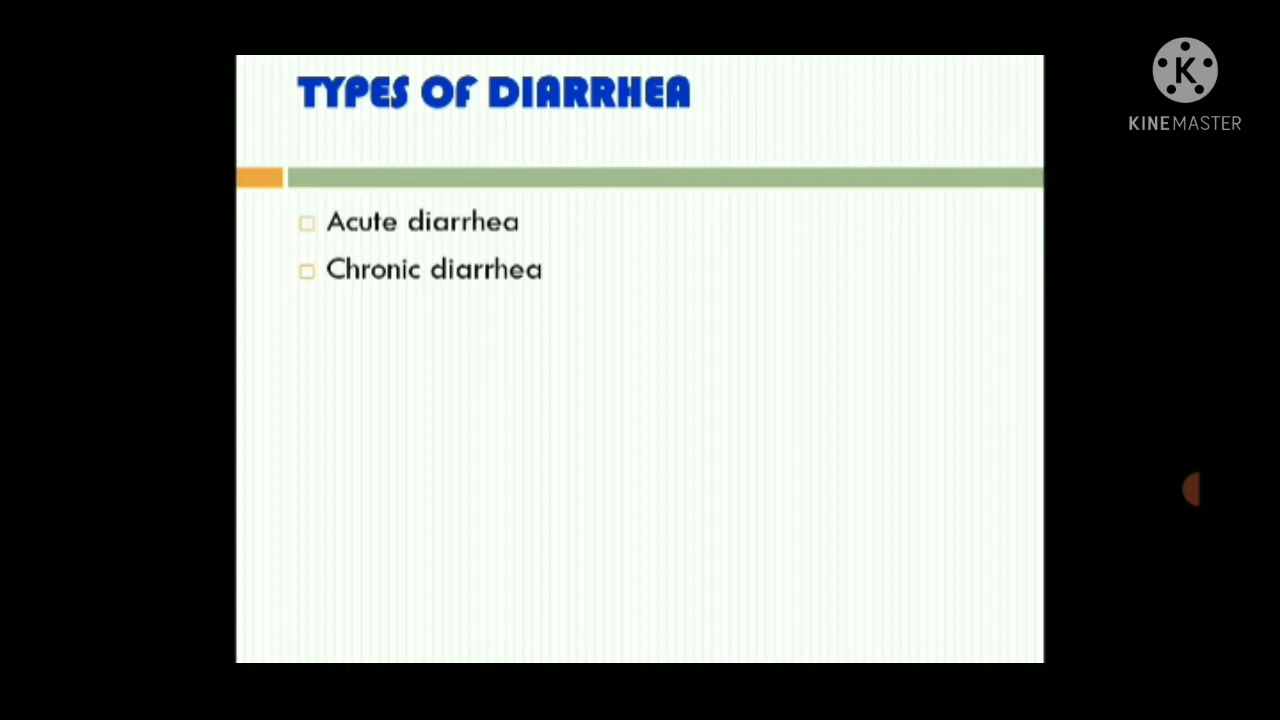 TYPES OF DIARRHEA
Acute diarrhea
Chronic diarrhea
K
KINEMASTER